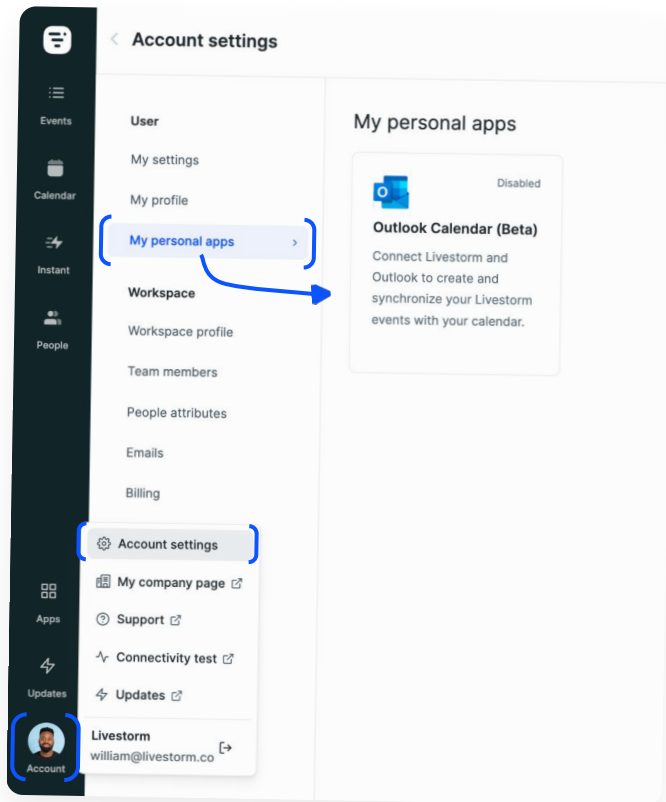 Account settings
Events
Calendar
Instant
People
Apps
Updates
Account
User
My settings
My profile
My personal apps
Workspace
Workspace profile
Team members
People attributes
Emails
Billing
Account settings
My company page
Support
Connectivity test
Updates
Livestorm
william@livestorm.co
My personal apps
O
Disabled
Outlook Calendar (Beta)
Connect Livestorm and
Outlook to create and
synchronize your Livestorm
events with your calendar.